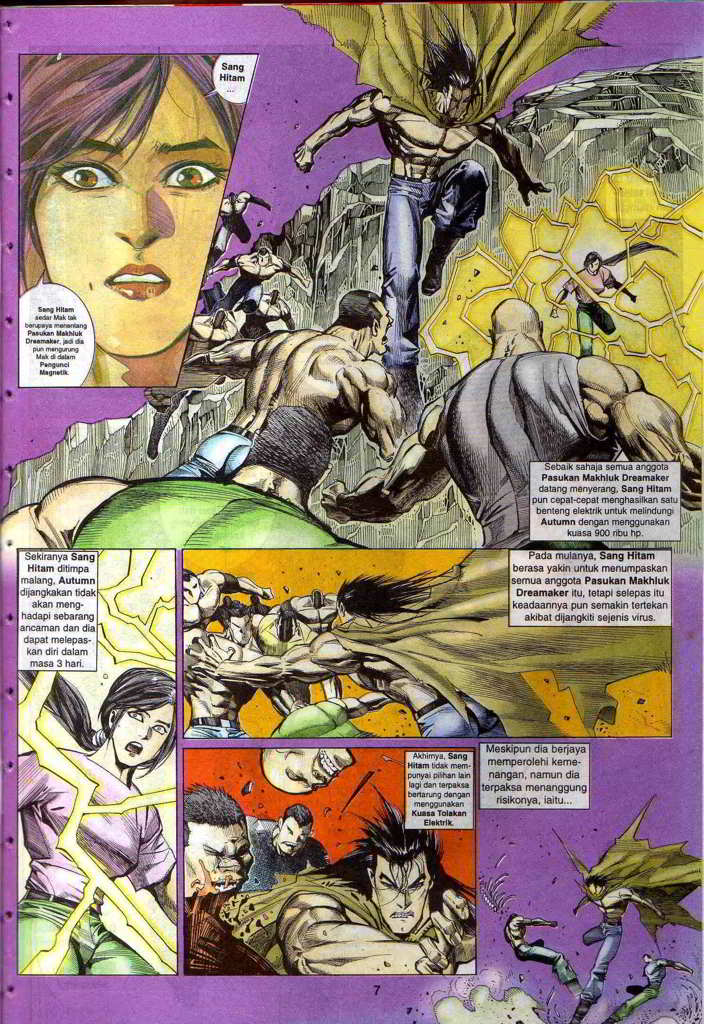 Sang
Hitam
...
Sang Hitam
sedar Mak tak
berupaya menentang
Pasukan Makhluk
Dreamaker, jadi dia
pun mengurung
Mak di dalam
Pengunci
Magnetik.
Sebaik sahaja semua anggota
Pasukan Makhluk Dreamaker
datang menyerang, Sang Hitam
pun cepat-cepat menghasilkan satu
benteng elektrik untuk melindungi
Autumn dengan menggunakan
kuasa 900 ribu hp.
Sekiranya Sang
Hitam ditimpa
malang, Autumn
dijangkakan tidak
akan meng-
hadapi sebarang
ancaman dan dia
dapat melepas-
kan diri dalam
masa 3 hari.
Pada mulanya, Sang Hitam
berasa yakin untuk menumpaskan
semua anggota Pasukan Makhluk
Dreamaker itu, tetapi selepas itu
keadaannya pun semakin tertekan
akibat dijangkiti sejenis virus.
Akhirnya, Sang
Hitam tidak mem-
punyai pilihan lain
lagi dan terpaksa
bertarung dengan
menggunakan
Kuasa Tolakan
Elektrik.
Meskipun dia berjaya
memperolehi keme-
nangan, namun dia
terpaksa menanggung
risikonya, iaitu...
7